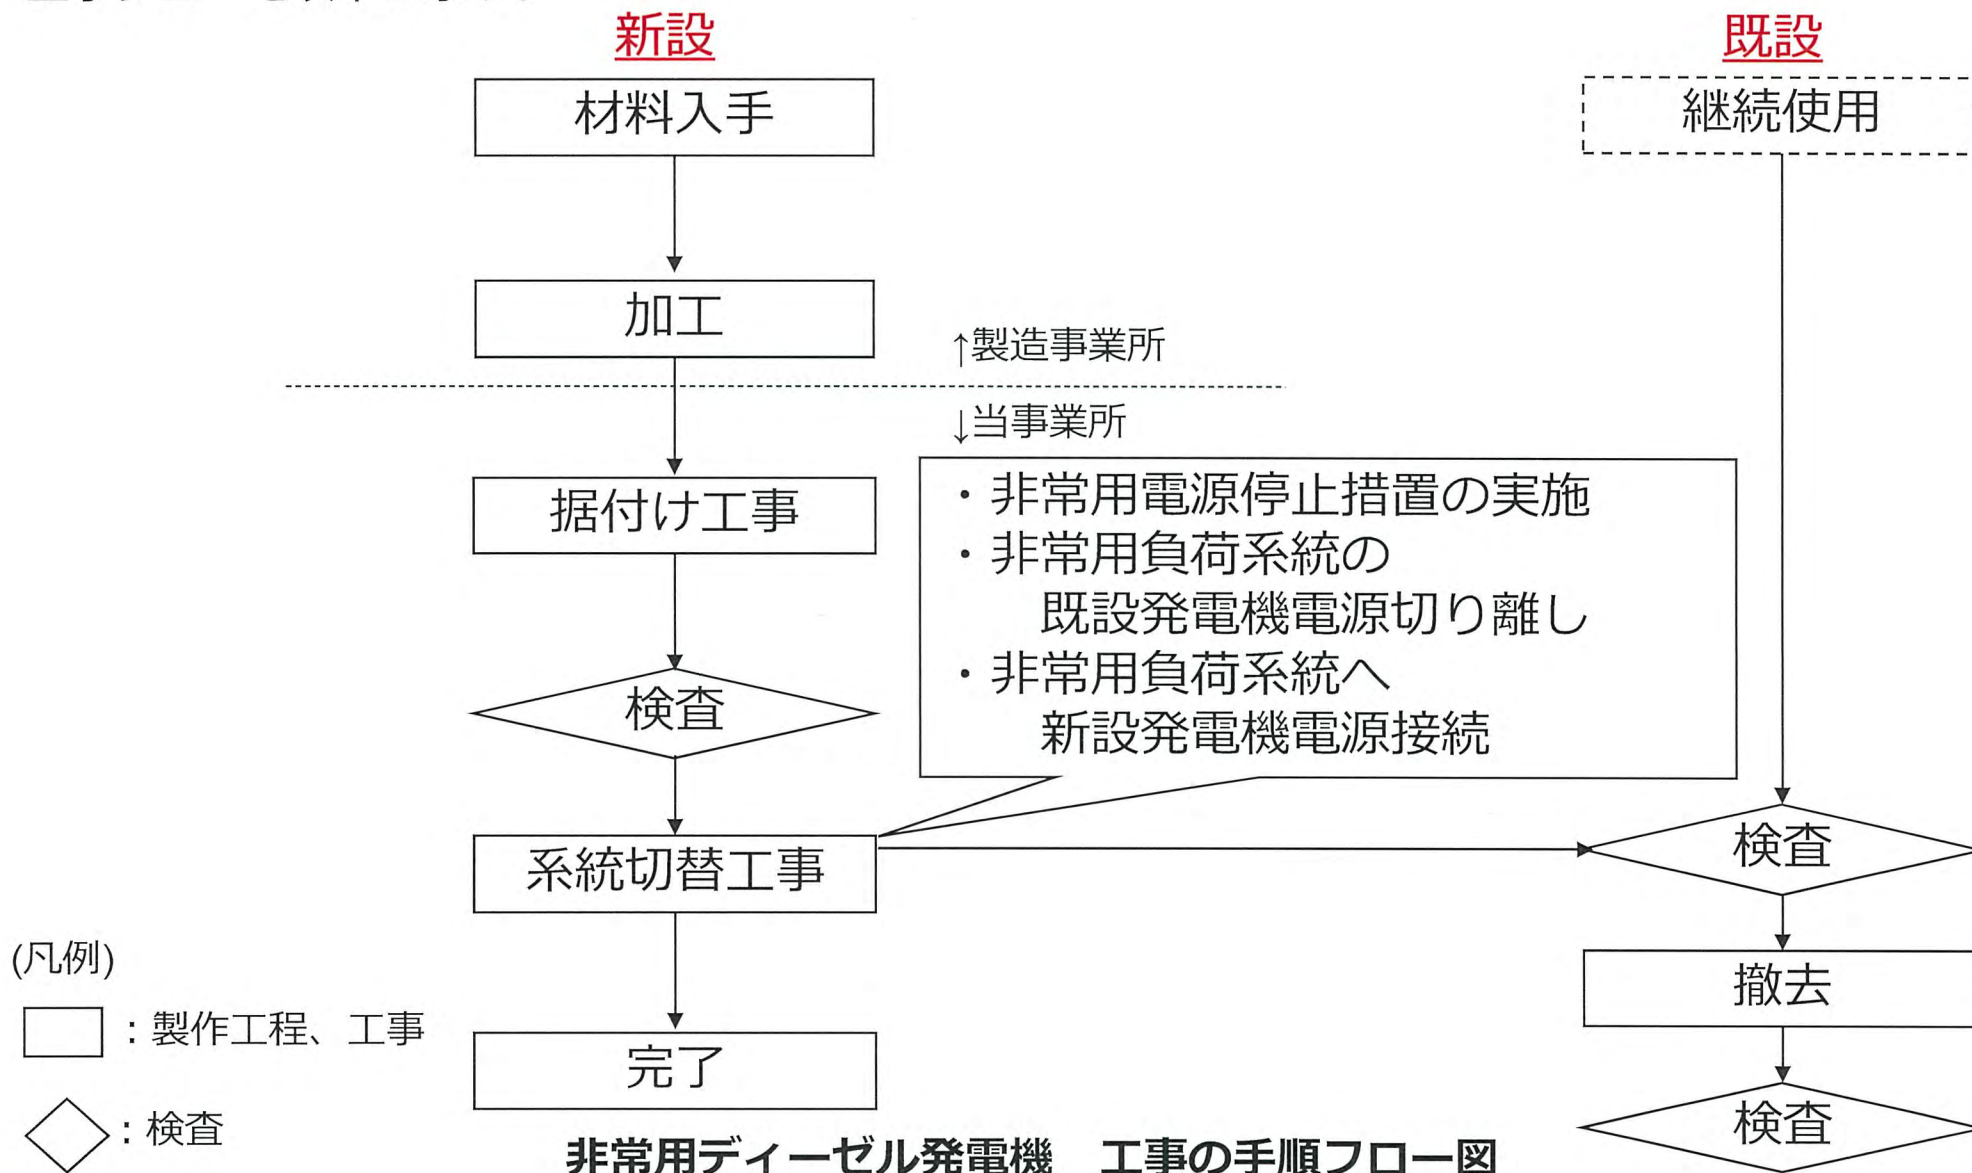 新設
既設
材料入手
継続使用
加工
↑製造事業所
↓当事業所
据付け工事
・非常用電源停止措置の実施
・非常用負荷系統の
既設発電機電源切り離し
・非常用負荷系統へ
新設発電機電源接続
検査
系統切替工事
検査
撤去
完了
検査
(凡例)
：製作工程、工事
：検査
非常用ディーゼル発電機 工事の手順フロー図